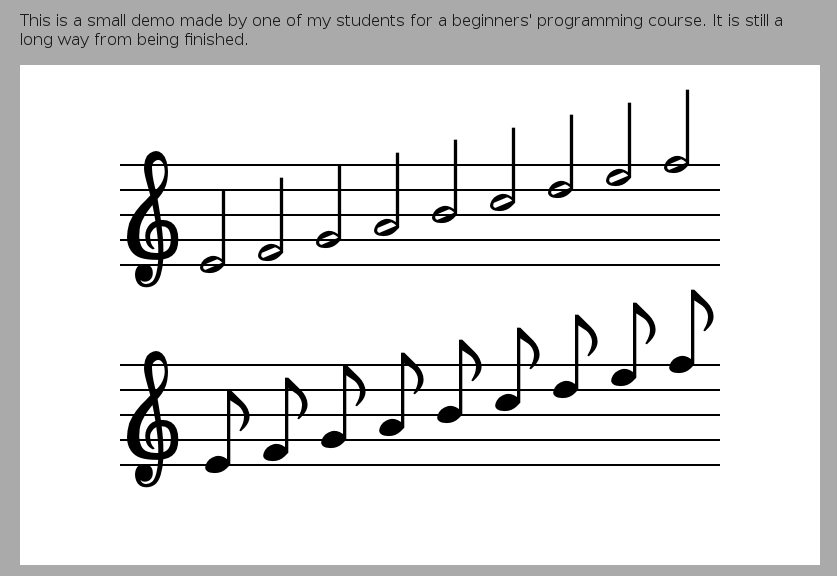 This is a small demo made by one of my students for a beginners' programming course. It is still a
long way from being finished.